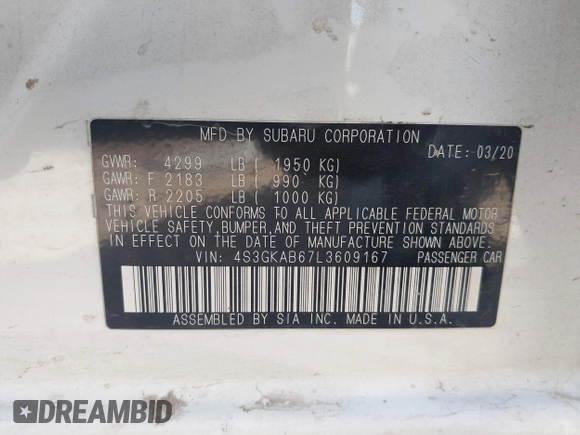 MFD BY SUBARU CORPORATION
DATE: 03/20
GVWR: 4299 LB ( 1950 KG)
GAWR: F 2183 LB ( 990 KG)
GAWR: R 2205 LB ( 1000 KG)
THIS VEHICLE CONFORMS TO ALL APPLICABLE FEDERAL MOTOR
VEHICLE SAFETY, BUMPER, AND THEFT PREVENTION STANDARDS
IN EFFECT ON THE DATE OF MANUFACTURE SHOWN ABOVE.
VIN: 4S3GKAB67L3609167 PASSENGER CAR
ASSEMBLED BY SIA INC. MADE IN U.S.A.
DREAMBID